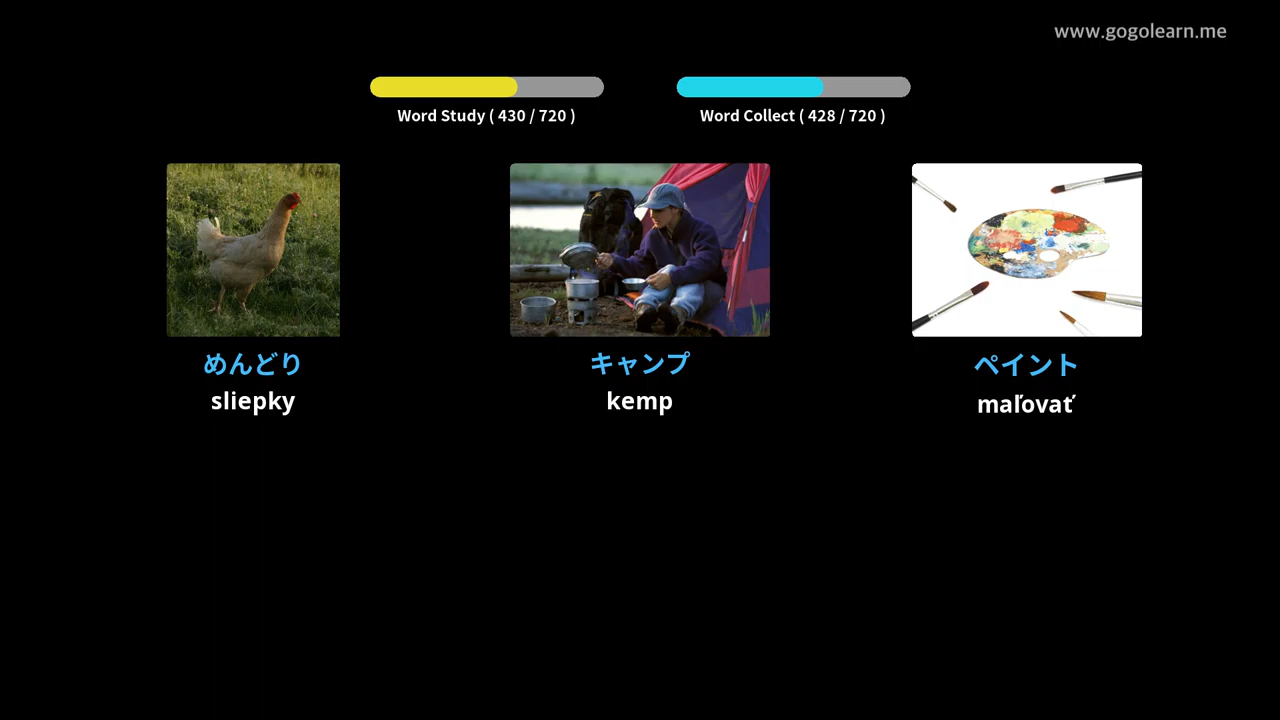 www.gogolearn.me
Word Study ( 430 / 720 )
Word Collect ( 428 / 720 )
めんどり
sliepky
キャンプ
kemp
ペイント
maľovať